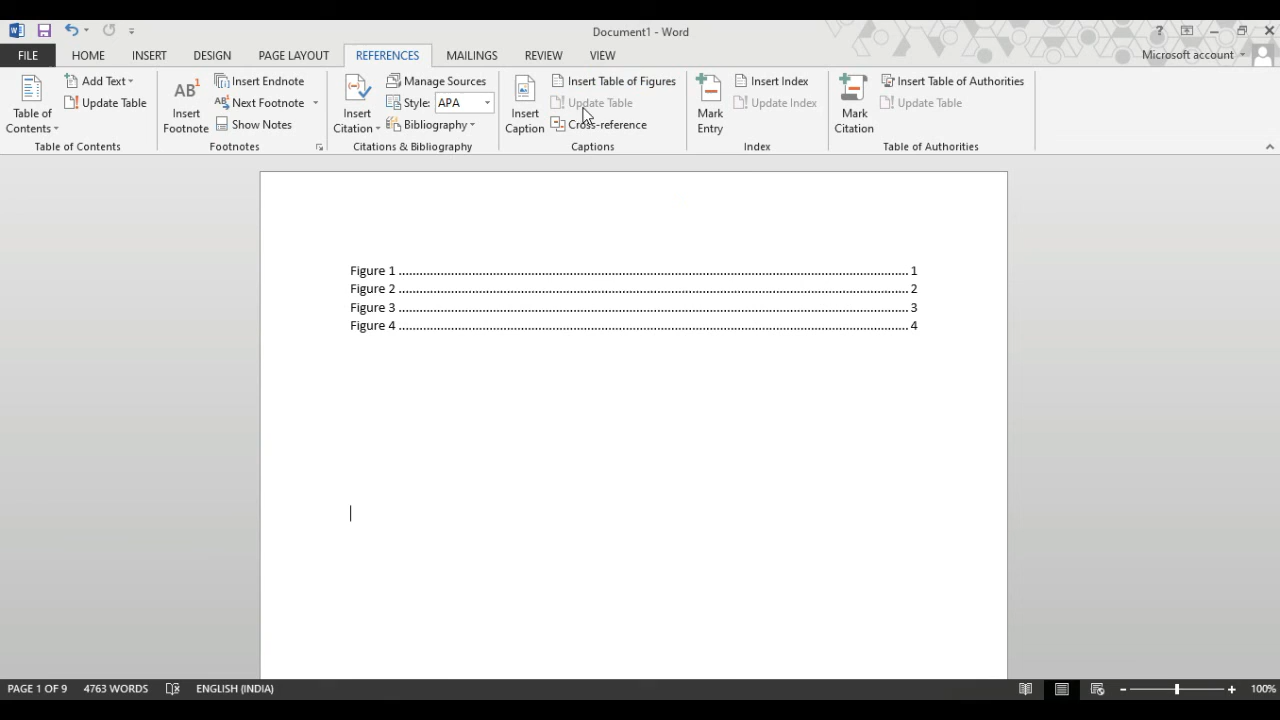 Document1 - Word
?
FILE HOME INSERT DESIGN PAGE LAYOUT REFERENCES MAILINGS REVIEW VIEW Microsoft account
Table of Contents
Add Text
Update Table
Table of Contents
AB1 Insert Footnote
Insert Endnote
AB1 Next Footnote
Show Notes
Footnotes
Insert Citation
Manage Sources
Style: APA
Bibliography
Citations & Bibliography
Insert Caption
Insert Table of Figures
Update Table
Cross-reference
Captions
Mark Entry
Insert Index
Update Index
Index
Mark Citation
Insert Table of Authorities
Update Table
Table of Authorities
Figure 1 ........................................ 1
Figure 2 ........................................ 2
Figure 3 ........................................ 3
Figure 4 ........................................ 4
PAGE 1 OF 9 4763 WORDS ENGLISH (INDIA) 100%